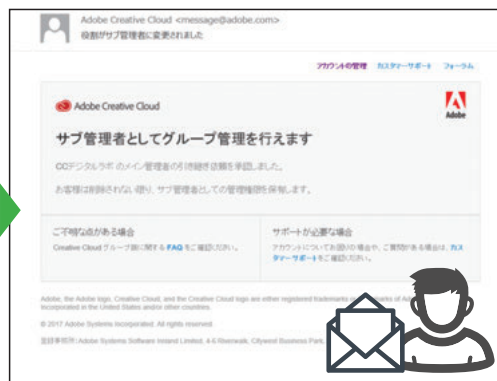 Adobe Creative Cloud <message@adobe.com>
役割がサブ管理者に変更されました
アカウントの管理 カスタマーサポート フォーラム
Adobe Creative Cloud
Adobe
サブ管理者としてグループ管理を行えます
CCデジタルラボ のメイン管理者の引き継ぎ依頼を承認しました。
お客様は削除されない限り、サブ管理者としての管理権限を保有します。
ご不明な点がある場合
Creative Cloud グループ版に関する FAQ をご確認ください。
サポートが必要な場合
アカウントについてお困りの場合や、ご質問がある場合は、カス
タマーサポートをご確認ください。
Adobe, the Adobe logo, Creative Cloud, and the Creative Cloud logo are either registered trademarks
incorporated in the United States and/or other countries.
© 2017 Adobe Systems Incorporated. All rights reserved.
登録事務所: Adobe Systems Software Ireland Limited, 4-6 Riverwalk, Citywest Business Park,